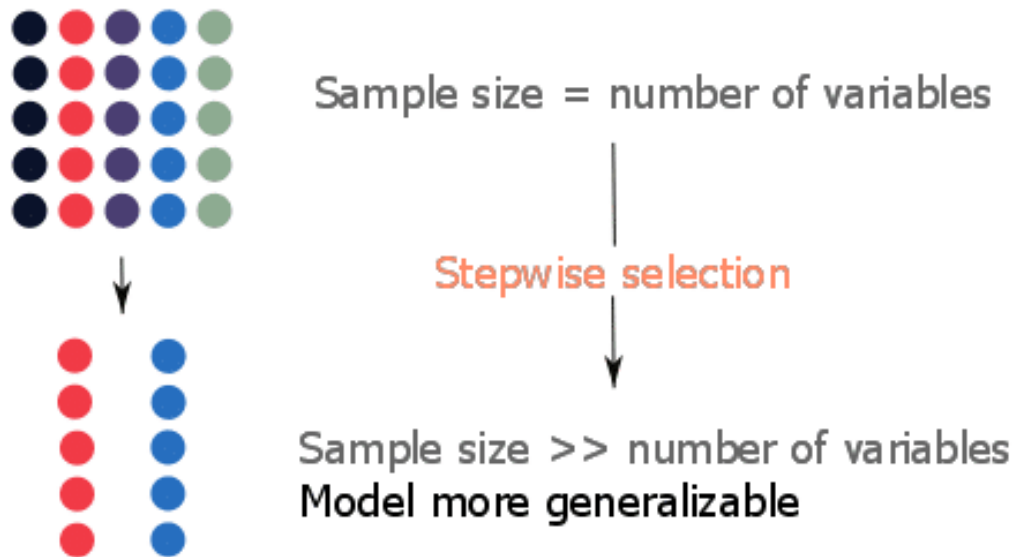 Sample size = number of variables
Stepwise selection
Sample size >> number of variables
Model more generalizable